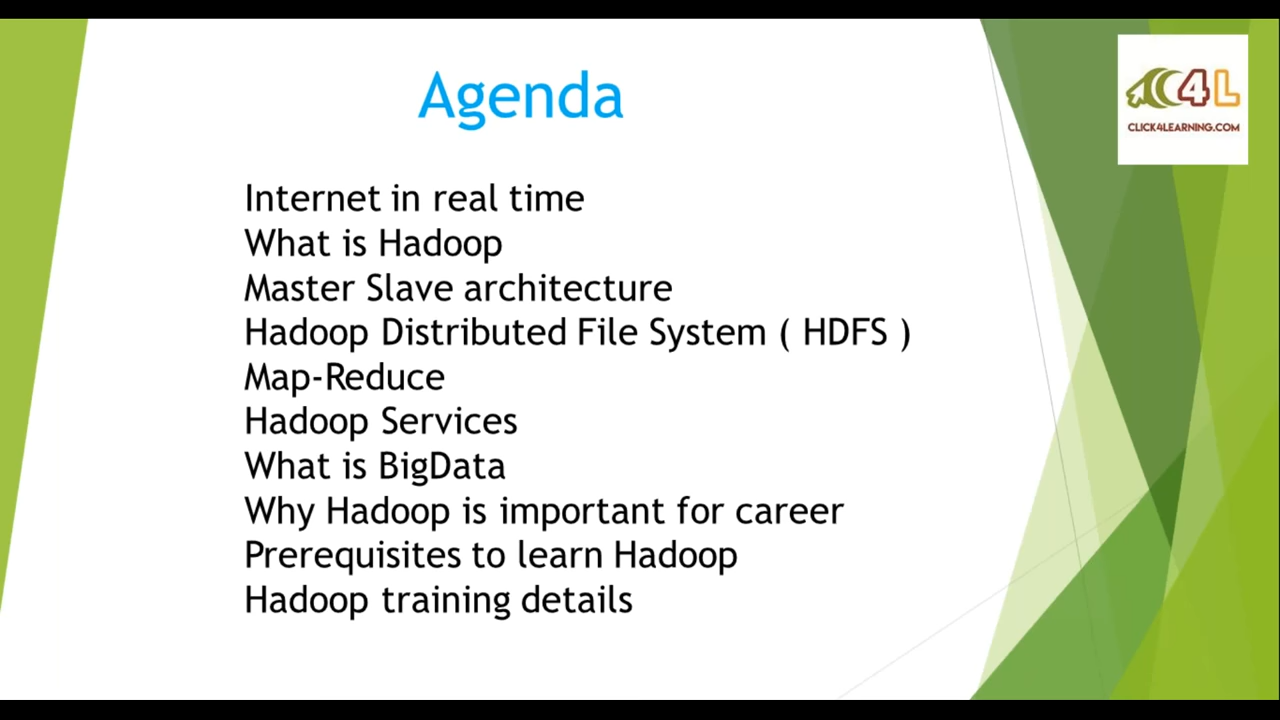 Agenda
C4L
CLICK4LEARNING.COM
Internet in real time
What is Hadoop
Master Slave architecture
Hadoop Distributed File System ( HDFS )
Map-Reduce
Hadoop Services
What is BigData
Why Hadoop is important for career
Prerequisites to learn Hadoop
Hadoop training details